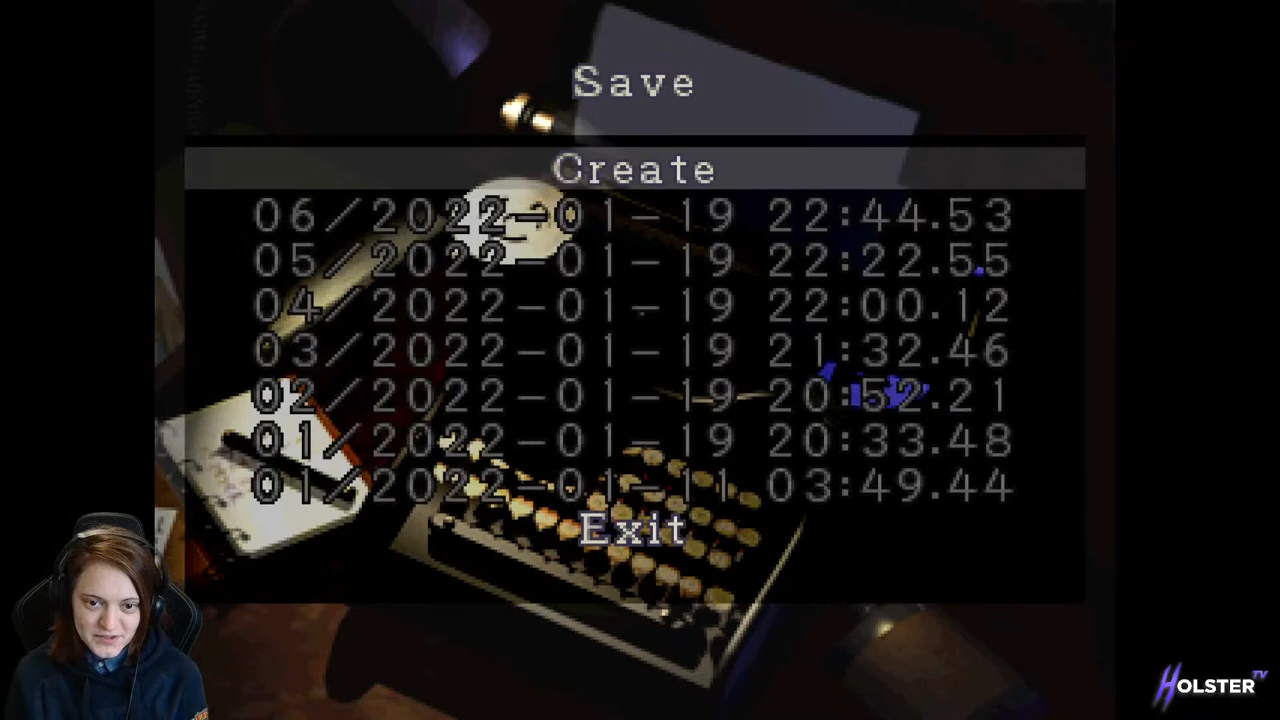 Save
Create
06/2022-01-19 22:44.53
05/2022-01-19 22:22.55
04/2022-01-19 22:00.12
03/2022-01-19 21:32.46
02/2022-01-19 20:52.21
01/2022-01-19 20:33.48
01/2022-01-11 03:49.44
Exit
HOLSTER TV